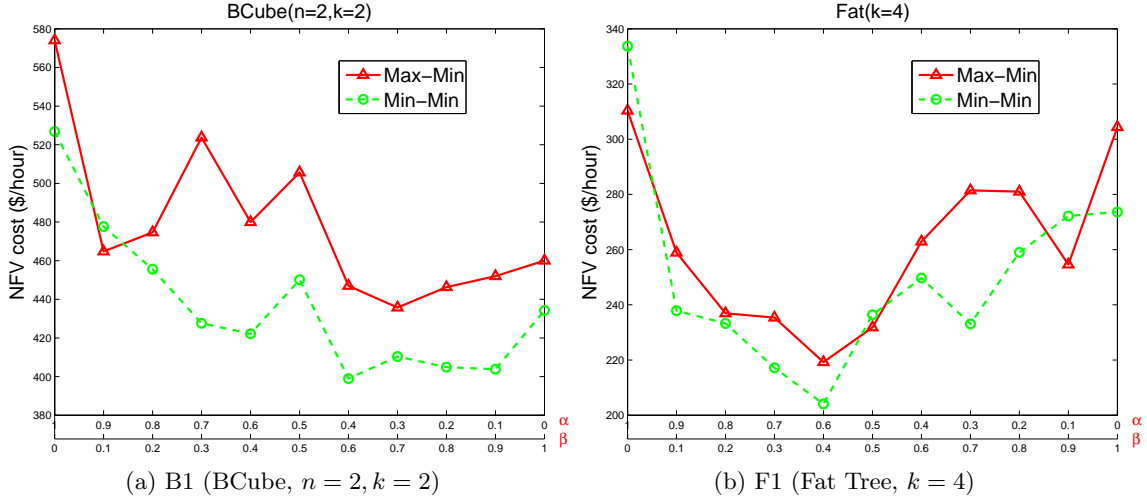 BCube(n=2,k=2)
580
560
540
520
500
480
460
440
420
400
380
NFV cost ($/hour)
Max−Min
Min−Min
1 0.9 0.8 0.7 0.6 0.5 0.4 0.3 0.2 0.1 0 α
0 0.1 0.2 0.3 0.4 0.5 0.6 0.7 0.8 0.9 1 β
(a) B1 (BCube, n = 2, k = 2)
Fat(k=4)
340
320
300
280
260
240
220
200
NFV cost ($/hour)
Max−Min
Min−Min
1 0.9 0.8 0.7 0.6 0.5 0.4 0.3 0.2 0.1 0 α
0 0.1 0.2 0.3 0.4 0.5 0.6 0.7 0.8 0.9 1 β
(b) F1 (Fat Tree, k = 4)